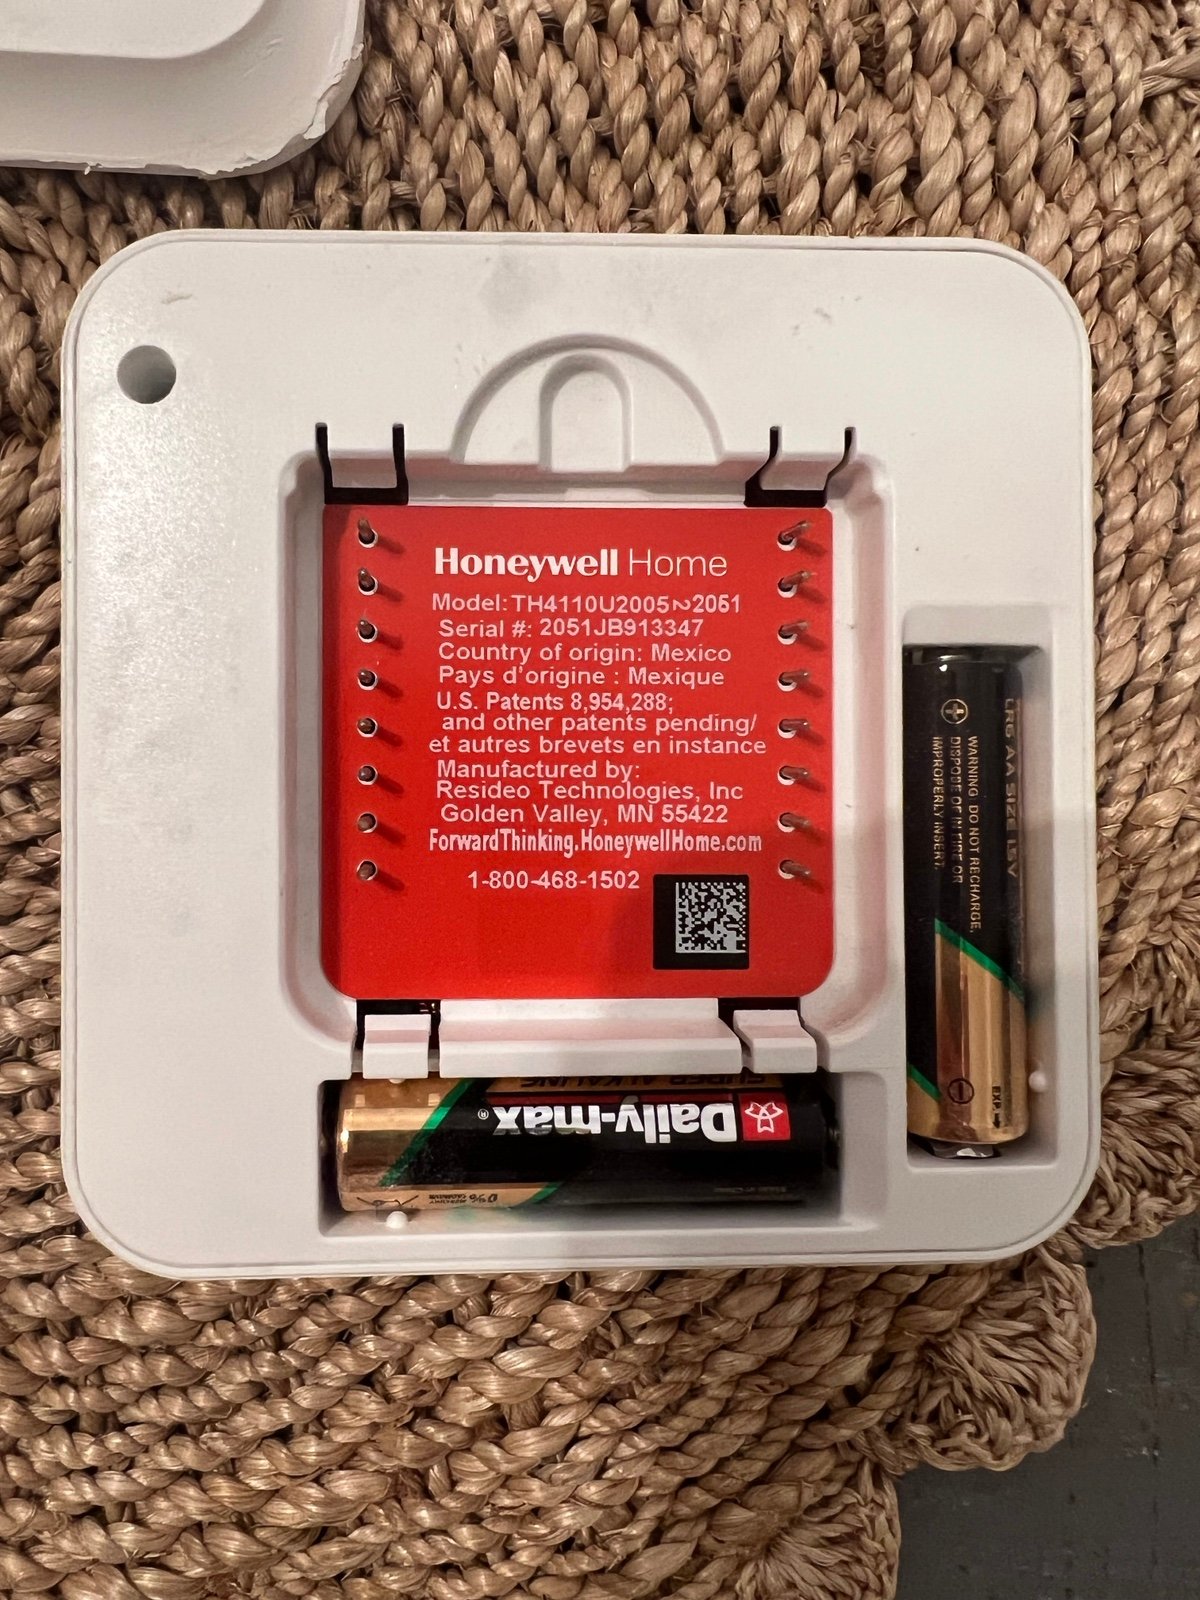 Honeywell Home
Model: TH4110U2005~2051
Serial #: 2051JB913347
Country of origin: Mexico
Pays d'origine : Mexique
U.S. Patents 8,954,288;
and other patents pending/
et autres brevets en instance
Manufactured by:
Resideo Technologies, Inc
Golden Valley, MN 55422
ForwardThinking.HoneywellHome.com
1-800-468-1502
LR6 AA SIZE 1.5V
WARNING: DO NOT RECHARGE,
DISPOSE OF IN FIRE OR
IMPROPERLY INSERT.
EXP.
SUPER ALKALINE
Daily-max®